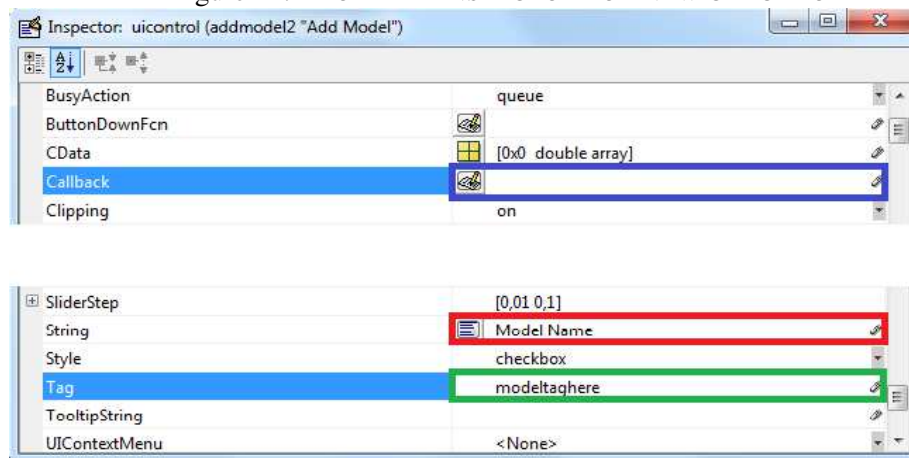 Inspector: uicontrol (addmodel2 "Add Model")
BusyAction queue
ButtonDownFcn
CData [0x0 double array]
Callback
Clipping on
SliderStep [0,01 0,1]
String Model Name
Style checkbox
Tag modeltaghere
TooltipString
UIContextMenu <None>